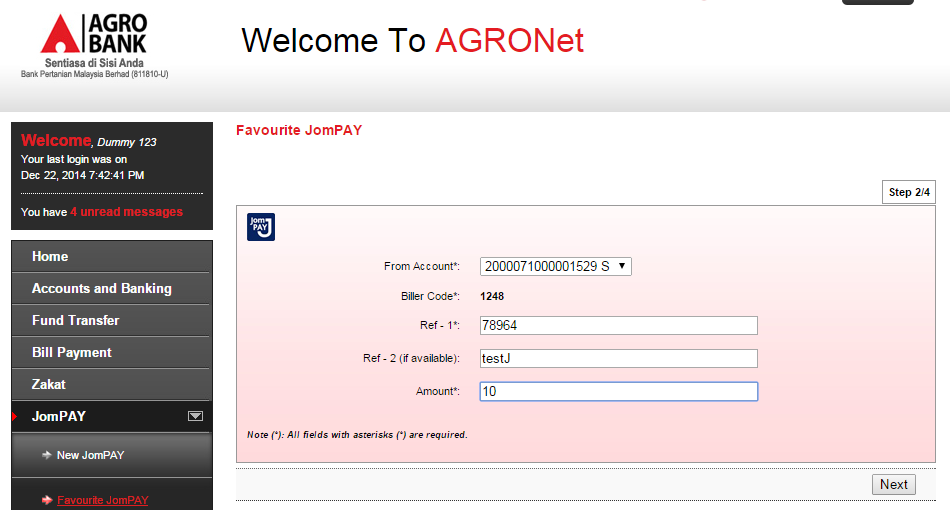 AGRO
BANK
Sentiasa di Sisi Anda
Bank Pertanian Malaysia Berhad (811810-U)
Welcome To AGRONet
Welcome, Dummy 123
Your last login was on
Dec 22, 2014 7:42:41 PM
You have 4 unread messages
Home
Accounts and Banking
Fund Transfer
Bill Payment
Zakat
JomPAY
New JomPAY
Favourite JomPAY
Favourite JomPAY
Step 2/4
Jom
PAY
From Account*: 2000071000001529 S
Biller Code*: 1248
Ref - 1*: 78964
Ref - 2 (if available): testJ
Amount*: 10
Note (*): All fields with asterisks (*) are required.
Next